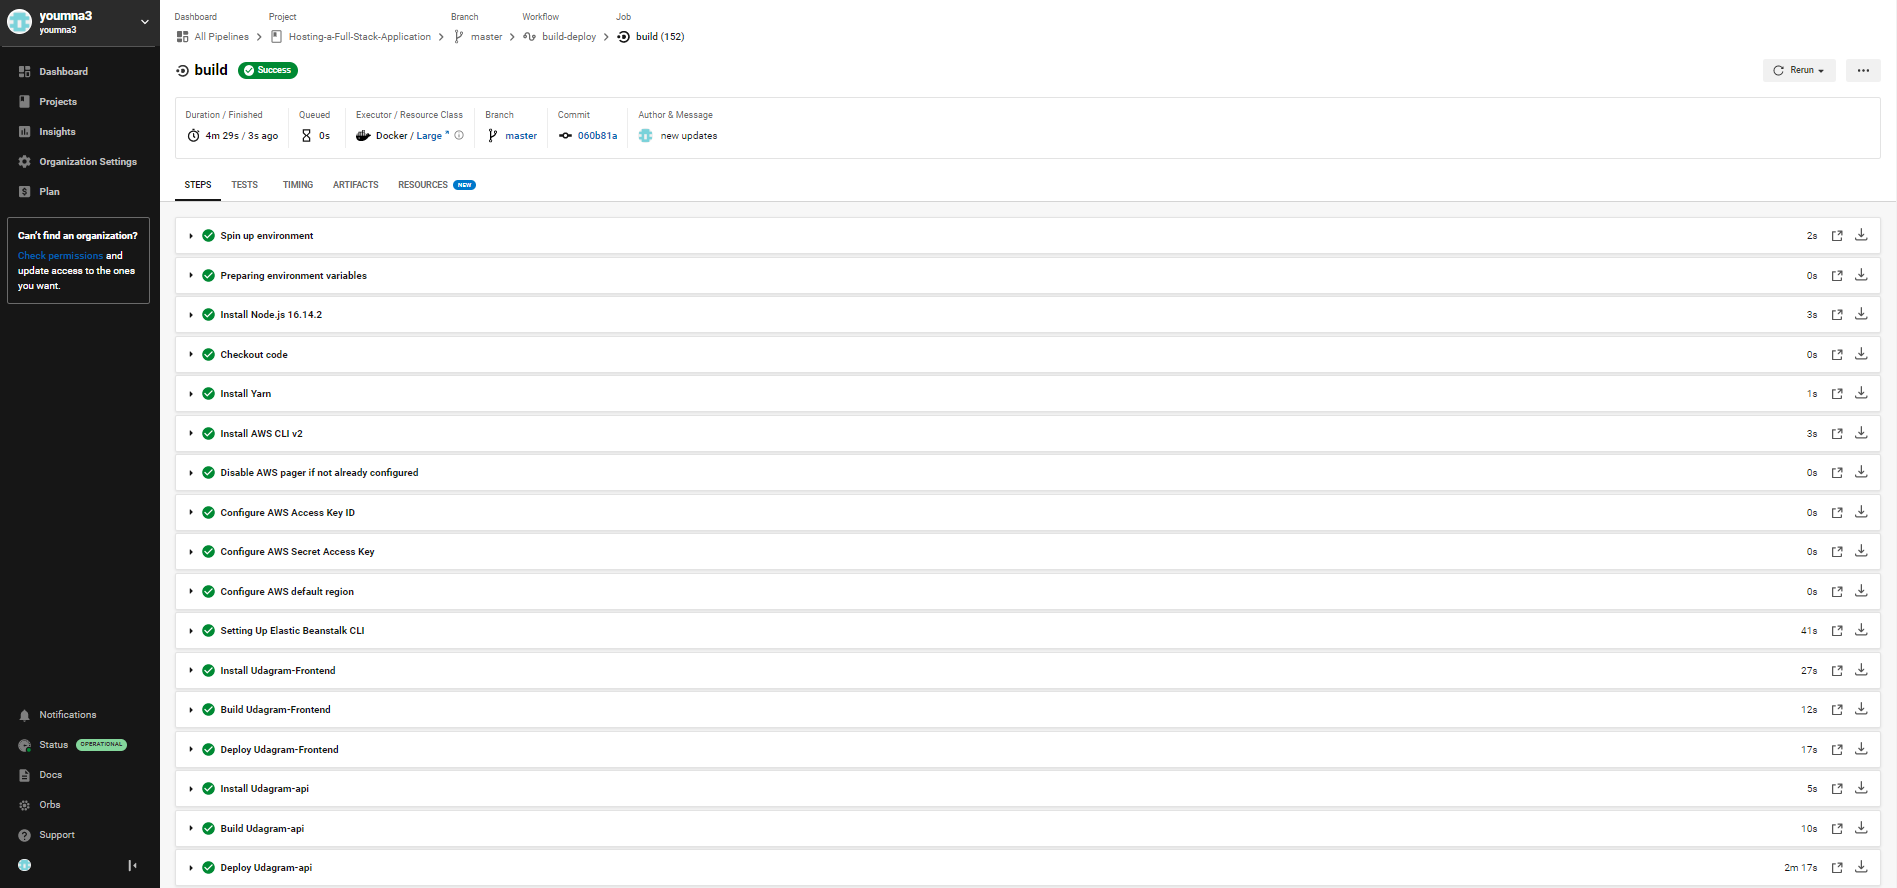 youmna3
youmna3
Dashboard
Projects
Insights
Organization Settings
Plan
Can't find an organization?
Check permissions and
update access to the ones
you want.
Notifications
Status OPERATIONAL
Docs
Orbs
Support
Dashboard Project Branch Workflow Job
All Pipelines Hosting-a-Full-Stack-Application master build-deploy build (152)
build Success Rerun
Duration / Finished Queued Executor / Resource Class Branch Commit Author & Message
4m 29s / 3s ago 0s Docker / Large master 060b81a new updates
STEPS TESTS TIMING ARTIFACTS RESOURCES NEW
Spin up environment 2s
Preparing environment variables 0s
Install Node.js 16.14.2 3s
Checkout code 0s
Install Yarn 1s
Install AWS CLI v2 3s
Disable AWS pager if not already configured 0s
Configure AWS Access Key ID 0s
Configure AWS Secret Access Key 0s
Configure AWS default region 0s
Setting Up Elastic Beanstalk CLI 41s
Install Udagram-Frontend 27s
Build Udagram-Frontend 12s
Deploy Udagram-Frontend 17s
Install Udagram-api 5s
Build Udagram-api 10s
Deploy Udagram-api 2m 17s